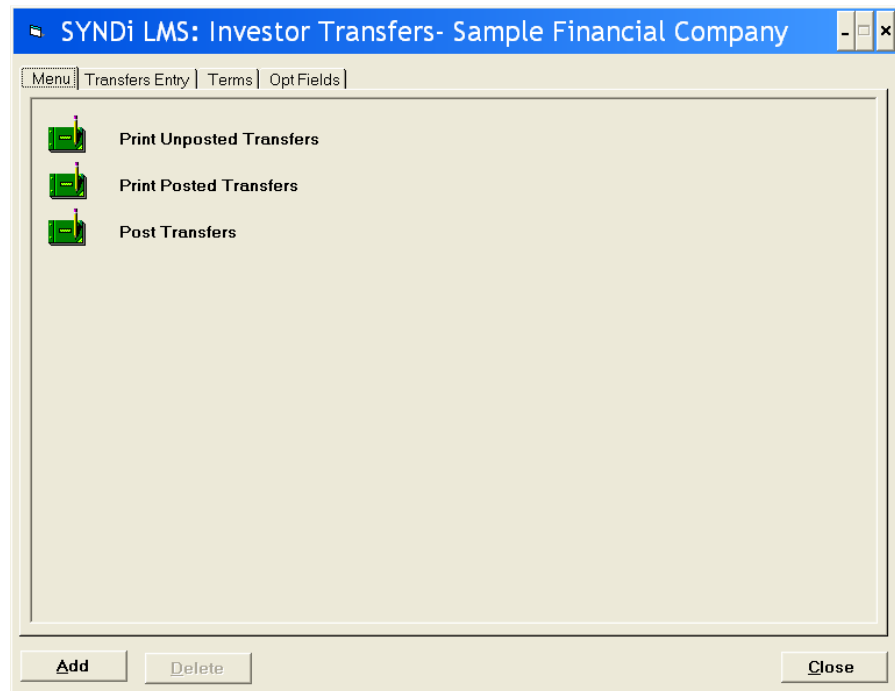 SYNDi LMS: Investor Transfers- Sample Financial Company
Menu Transfers Entry Terms Opt Fields
Print Unposted Transfers
Print Posted Transfers
Post Transfers
Add Delete Close